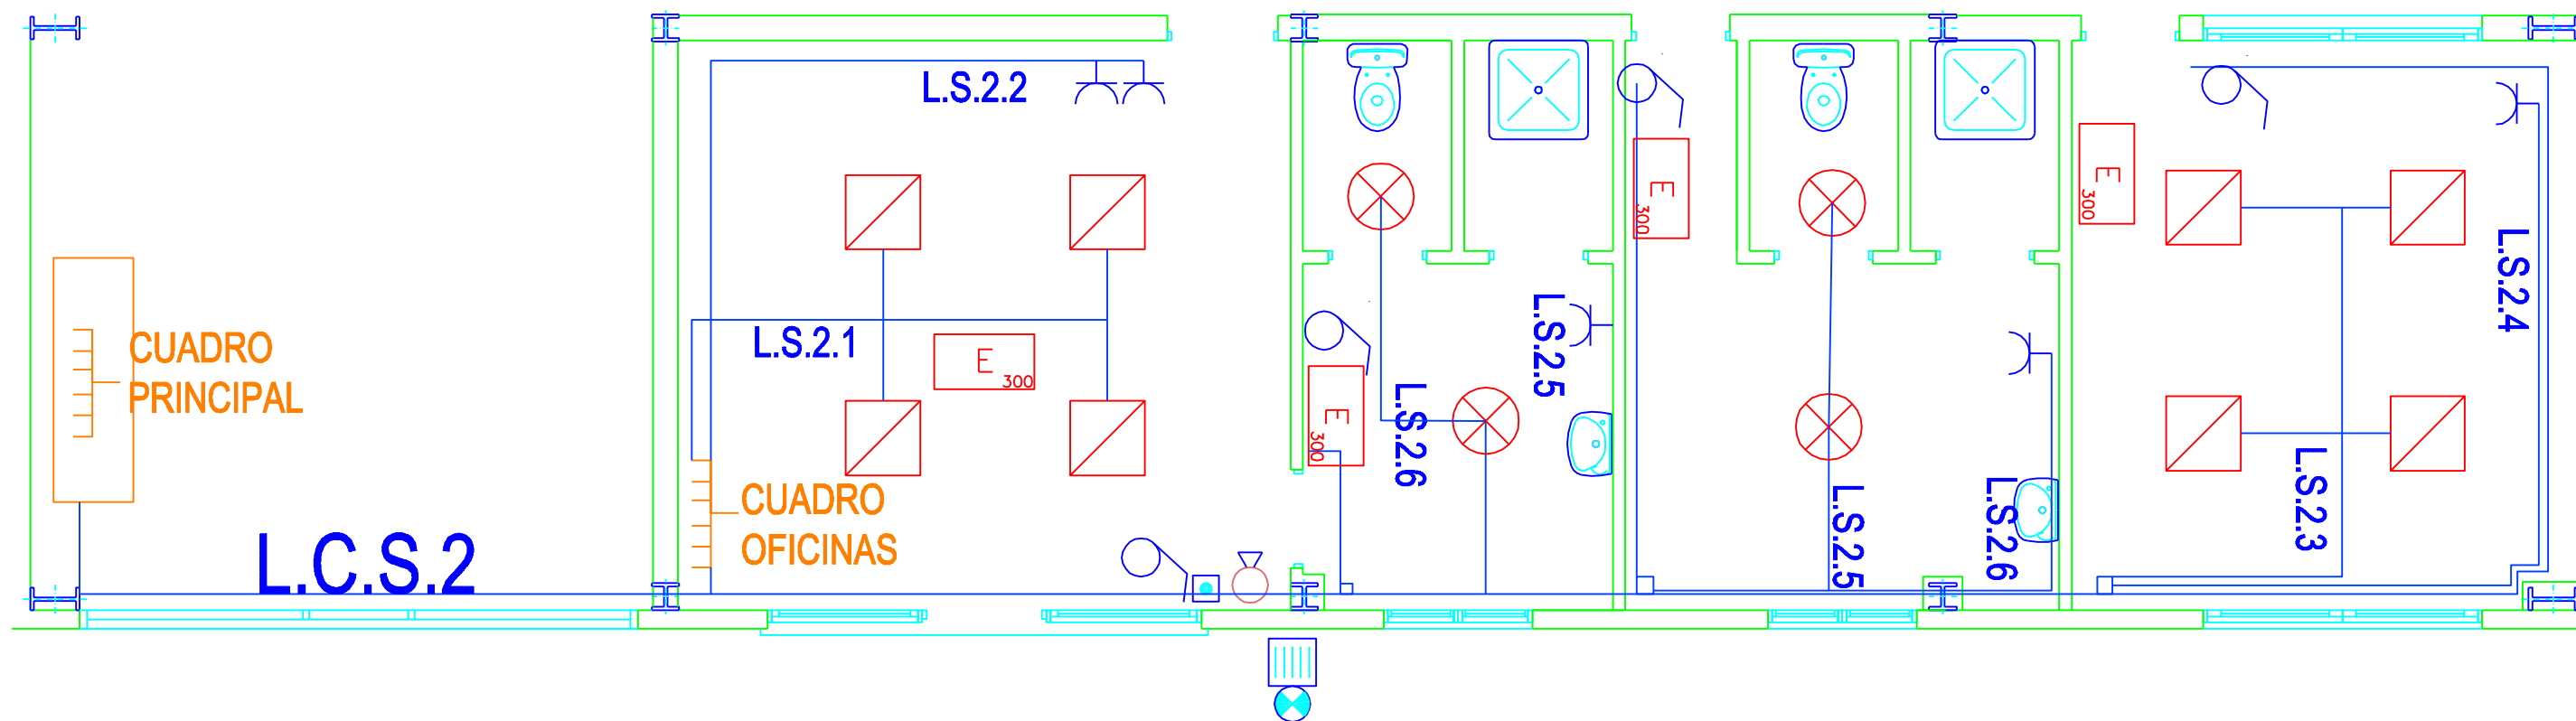 L.S.2.2
L.S.2.1
E
300
CUADRO
PRINCIPAL
CUADRO
OFICINAS
L.C.S.2
E
300
L.S.2.6
L.S.2.5
E
300
L.S.2.5
L.S.2.6
E
300
L.S.2.3
L.S.2.4